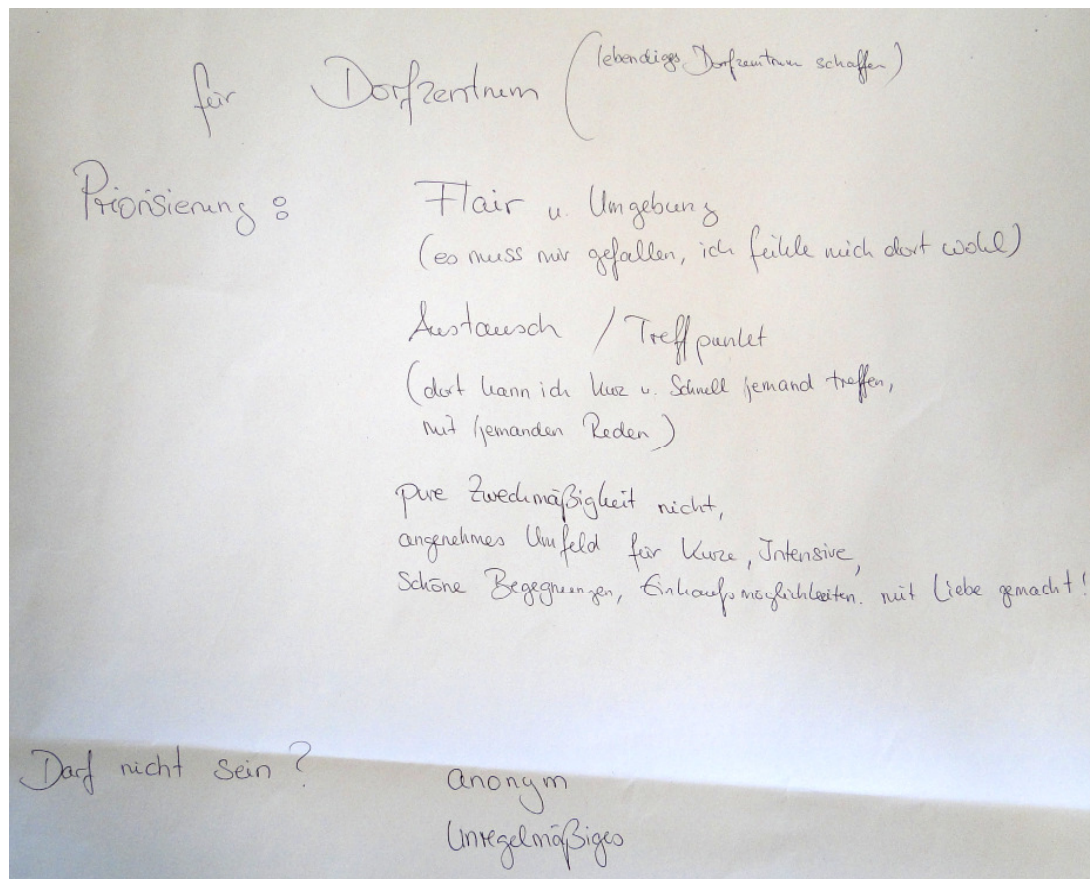 für Dorfzentrum (lebendiges Dorfzentrum schaffen)
Priorisierung: Flair u. Umgebung
(es muss mir gefallen, ich fühle mich dort wohl)
Austausch / Treffpunkt
(dort kann ich kurz u. Schnell jemand treffen,
mit jemanden Reden)
pure Zweckmäßigkeit nicht,
angenehmes Umfeld für Kurze, Intensive,
Schöne Begegnungen, Einkaufsmöglichkeiten. mit Liebe gemacht!
Darf nicht sein? anonym
Unregelmäßiges